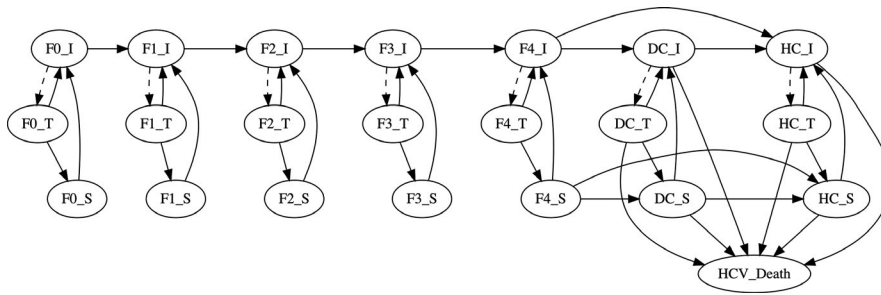 F0_I F1_I F2_I F3_I F4_I DC_I HC_I
F0_T F1_T F2_T F3_T F4_T DC_T HC_T
F0_S F1_S F2_S F3_S F4_S DC_S HC_S
HCV_Death